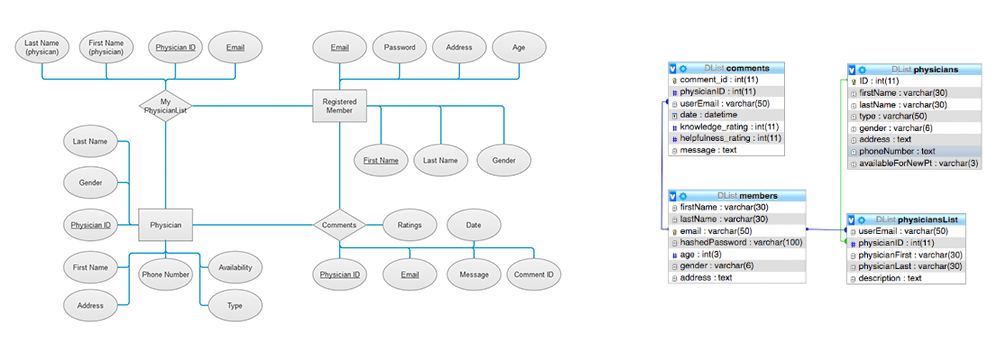 Last Name
(physician)
First Name
(physician)
Physician ID
Email
Email
Password
Address
Age
My
PhysicianList
Registered
Member
Last Name
First Name
Last Name
Gender
Gender
Physician ID
Physician
Comments
Ratings
Date
First Name
Phone Number
Availability
Physician ID
Email
Message
Comment ID
Address
Type
DList comments
comment_id : int(11)
physicianID : int(11)
userEmail : varchar(50)
date : datetime
knowledge_rating : int(11)
helpfulness_rating : int(11)
message : text
DList physicians
ID : int(11)
firstName : varchar(30)
lastName : varchar(30)
type : varchar(50)
gender : varchar(6)
address : text
phoneNumber : text
availableForNewPt : varchar(3)
DList members
firstName : varchar(30)
lastName : varchar(30)
email : varchar(50)
hashedPassword : varchar(100)
age : int(3)
gender : varchar(6)
address : text
DList physiciansList
userEmail : varchar(50)
physicianID : int(11)
physicianFirst : varchar(30)
physicianLast : varchar(30)
description : text